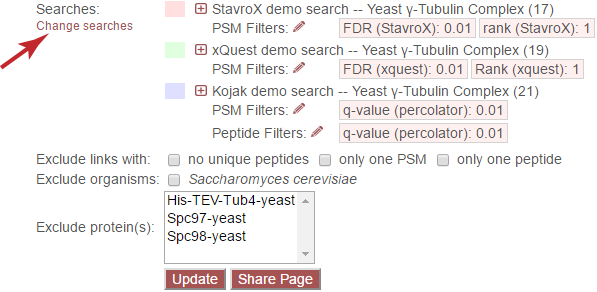 Searches: StavroX demo search -- Yeast γ-Tubulin Complex (17)
Change searches PSM Filters: FDR (StavroX): 0.01 rank (StavroX): 1
xQuest demo search -- Yeast γ-Tubulin Complex (19)
PSM Filters: FDR (xquest): 0.01 Rank (xquest): 1
Kojak demo search -- Yeast γ-Tubulin Complex (21)
PSM Filters: q-value (percolator): 0.01
Peptide Filters: q-value (percolator): 0.01
Exclude links with: no unique peptides only one PSM only one peptide
Exclude organisms: Saccharomyces cerevisiae
His-TEV-Tub4-yeast
Exclude protein(s): Spc97-yeast
Spc98-yeast
Update Share Page